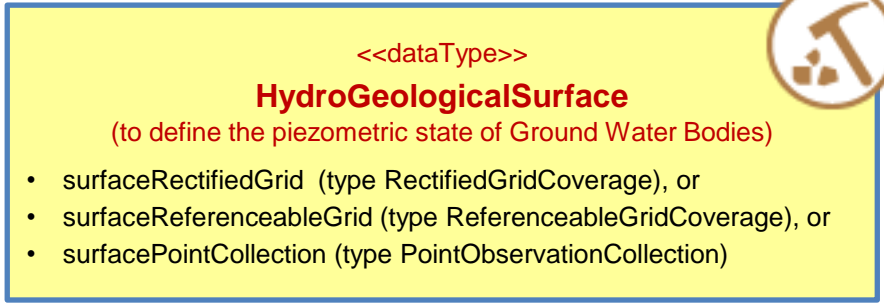 <<dataType>>
HydroGeologicalSurface
(to define the piezometric state of Ground Water Bodies)
• surfaceRectifiedGrid (type RectifiedGridCoverage), or
• surfaceReferenceableGrid (type ReferenceableGridCoverage), or
• surfacePointCollection (type PointObservationCollection)